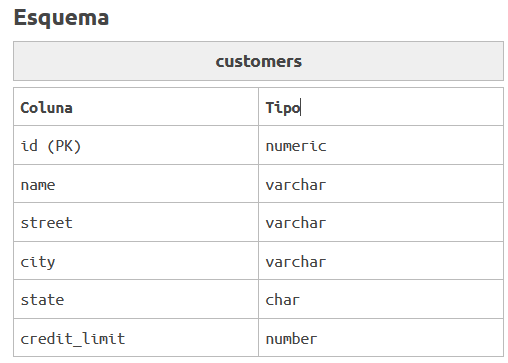 Esquema
customers
Coluna Tipo
id (PK) numeric
name varchar
street varchar
city varchar
state char
credit_limit number